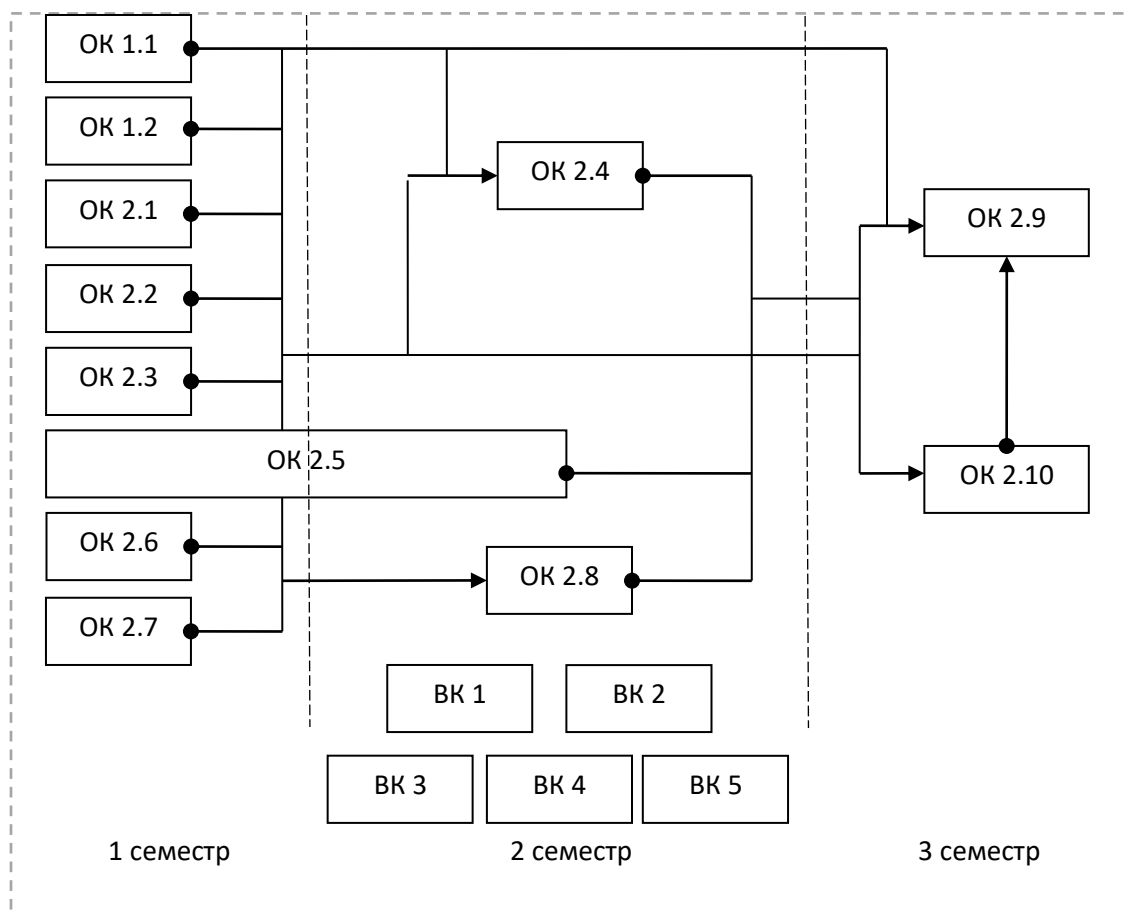 ОК 1.1
ОК 1.2
ОК 2.1
ОК 2.2
ОК 2.3
ОК 2.5
ОК 2.6
ОК 2.7
ОК 2.4
ОК 2.8
ВК 1
ВК 2
ВК 3
ВК 4
ВК 5
ОК 2.9
ОК 2.10
1 семестр
2 семестр
3 семестр